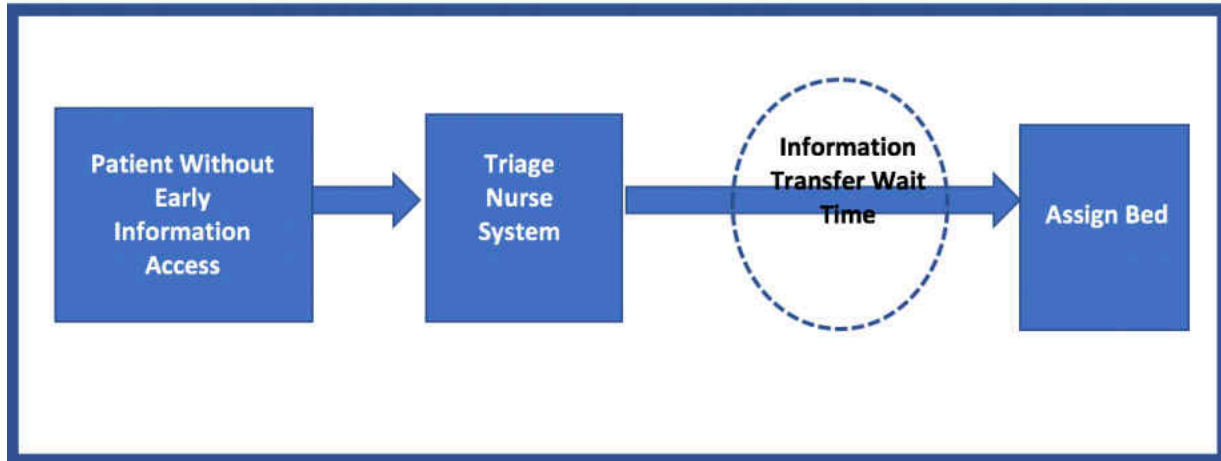 Patient Without
Early
Information
Access
Triage
Nurse
System
Information
Transfer Wait
Time
Assign Bed